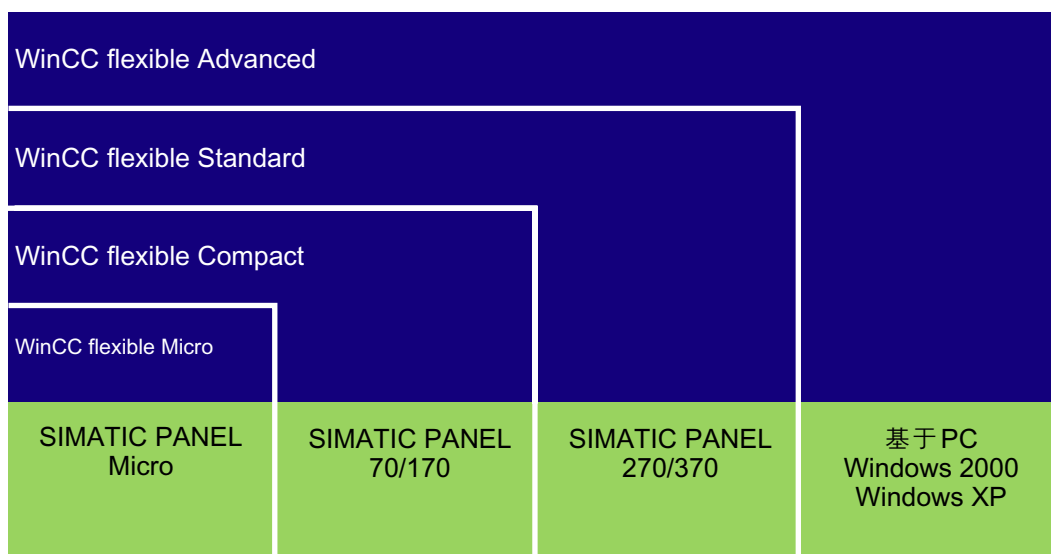 WinCC flexible Advanced
WinCC flexible Standard
WinCC flexible Compact
WinCC flexible Micro
SIMATIC PANEL
Micro
SIMATIC PANEL
70/170
SIMATIC PANEL
270/370
基于PC
Windows 2000
Windows XP